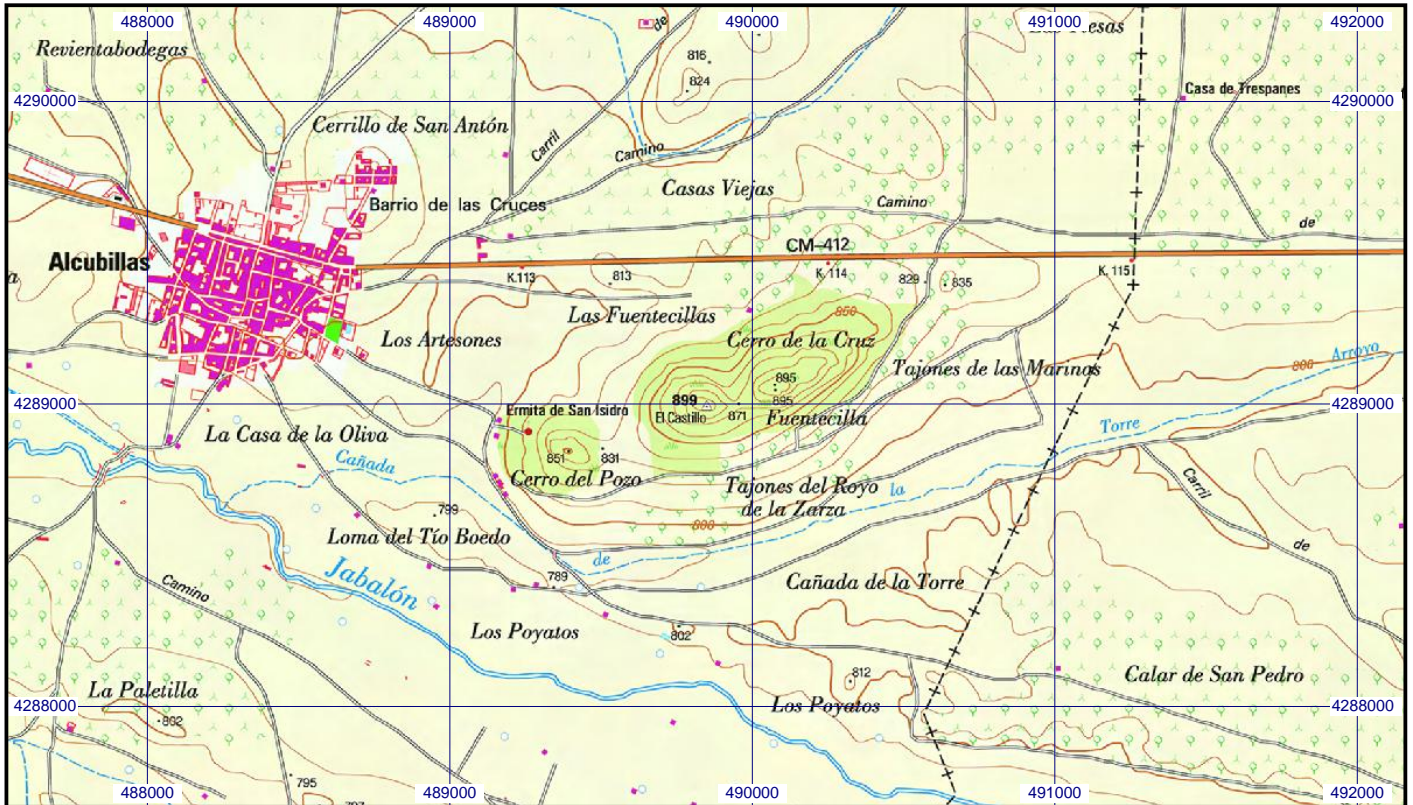 488000
489000
490000
491000
492000
de
816
824
Revientabodegas
Casa de Trespanes
4290000
4290000
Cerrillo de San Antón
Carril
Camino
Casas Viejas
Barrio de las Cruces
Camino
de
CM-412
Alcubillas
a
K.113
813
K. 114
829
835
K. 115
Las Fuentecillas
850
Los Artesones
Cerro de la Cruz
Arroyo
800
Tajones de las Marinas
895
899
895
4289000
4289000
Ermita de San Isidro
El Castillo
871
Fuentecilla
Torre
La Casa de la Oliva
Cañada
851
831
Cerro del Pozo
Carril
Tajones del Royo
de la Zarza
la
799
800
Loma del Tío Boedo
de
de
Jabalón
789
Cañada de la Torre
Camino
Los Poyatos
802
812
Calar de San Pedro
La Paletilla
Los Poyatos
4288000
4288000
802
795
488000
489000
490000
491000
492000